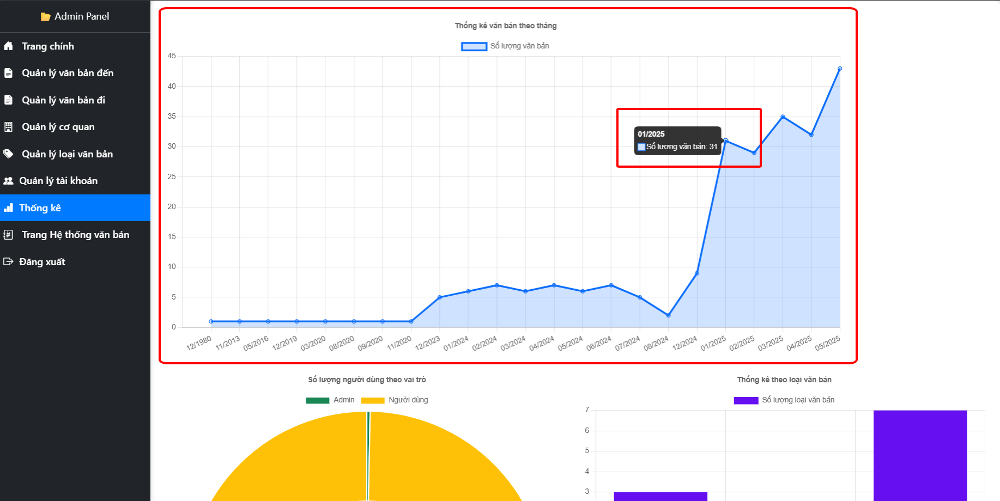 Admin Panel
Trang chính
Quản lý văn bản đến
Quản lý văn bản đi
Quản lý cơ quan
Quản lý loại văn bản
Quản lý tài khoản
Thống kê
Trang Hệ thống văn bản
Đăng xuất
Thống kê văn bản theo tháng
Số lượng văn bản
45
40
35
30
25
20
15
10
5
0
01/2025
Số lượng văn bản: 31
12/1980 11/2013 05/2016 12/2019 03/2020 08/2020 09/2020 11/2020 12/2023 01/2024 02/2024 03/2024 04/2024 05/2024 06/2024 07/2024 08/2024 12/2024 01/2025 02/2025 03/2025 04/2025 05/2025
Số lượng người dùng theo vai trò
Admin Người dùng
Thống kê theo loại văn bản
Số lượng loại văn bản
7
6
5
4
3